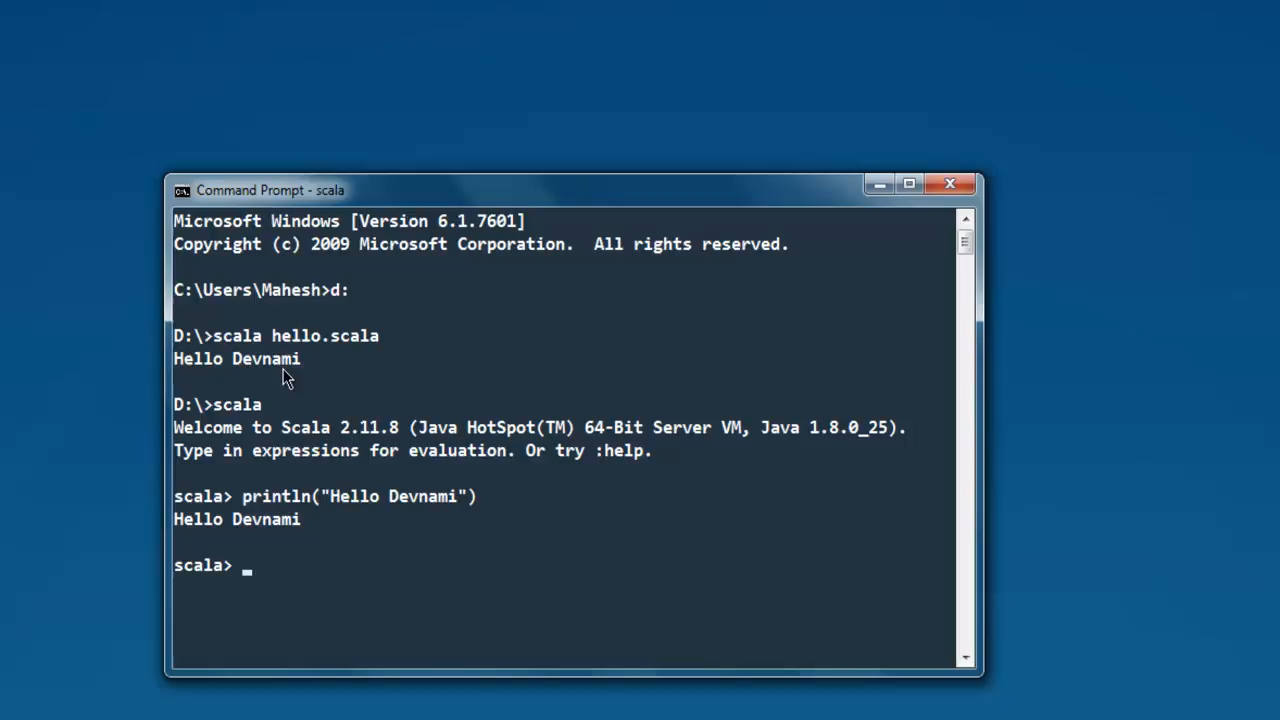 Command Prompt - scala
Microsoft Windows [Version 6.1.7601]
Copyright (c) 2009 Microsoft Corporation.  All rights reserved.
C:\Users\Mahesh>d:
D:\>scala hello.scala
Hello Devnami
D:\>scala
Welcome to Scala 2.11.8 (Java HotSpot(TM) 64-Bit Server VM, Java 1.8.0_25).
Type in expressions for evaluation. Or try :help.
scala> println("Hello Devnami")
Hello Devnami
scala> _